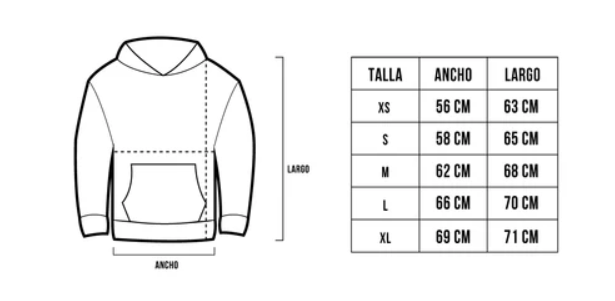 LARGO
ANCHO
TALLA ANCHO LARGO
XS 56 CM 63 CM
S 58 CM 65 CM
M 62 CM 68 CM
L 66 CM 70 CM
XL 69 CM 71 CM